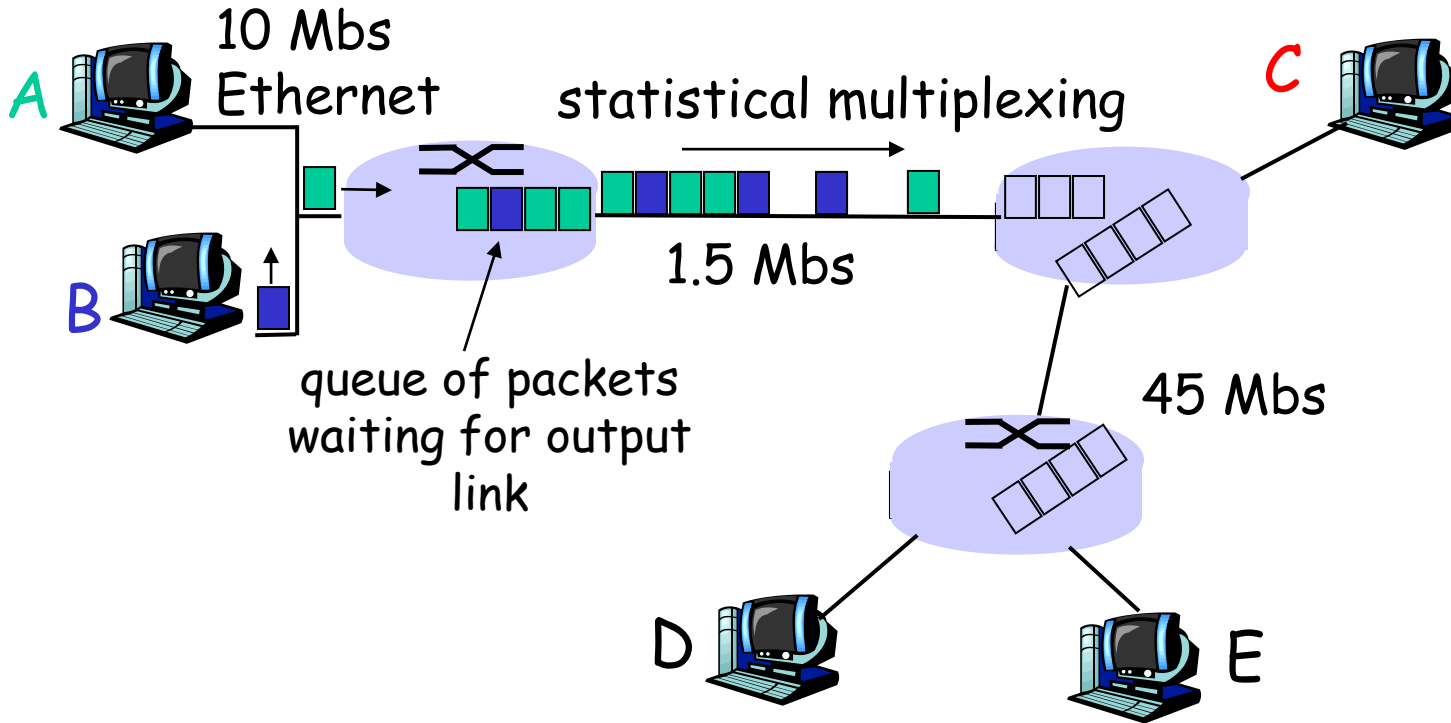 10 Mbs
Ethernet
A
statistical multiplexing
C
1.5 Mbs
B
queue of packets
waiting for output
link
45 Mbs
D
E